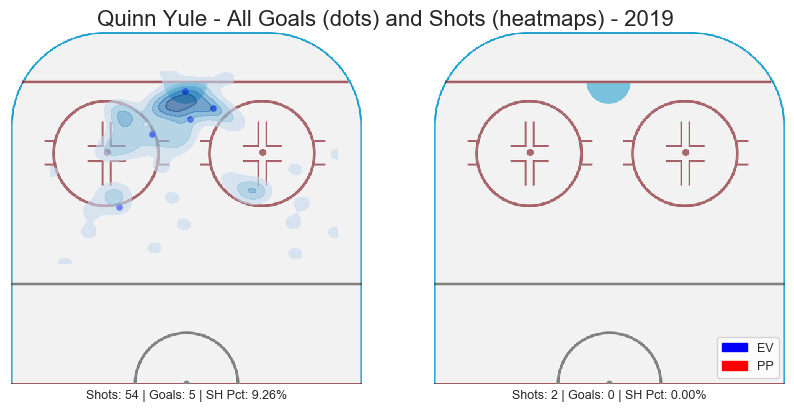 Quinn Yule - All Goals (dots) and Shots (heatmaps) - 2019
EV
PP
Shots: 54 | Goals: 5 | SH Pct: 9.26%
Shots: 2 | Goals: 0 | SH Pct: 0.00%